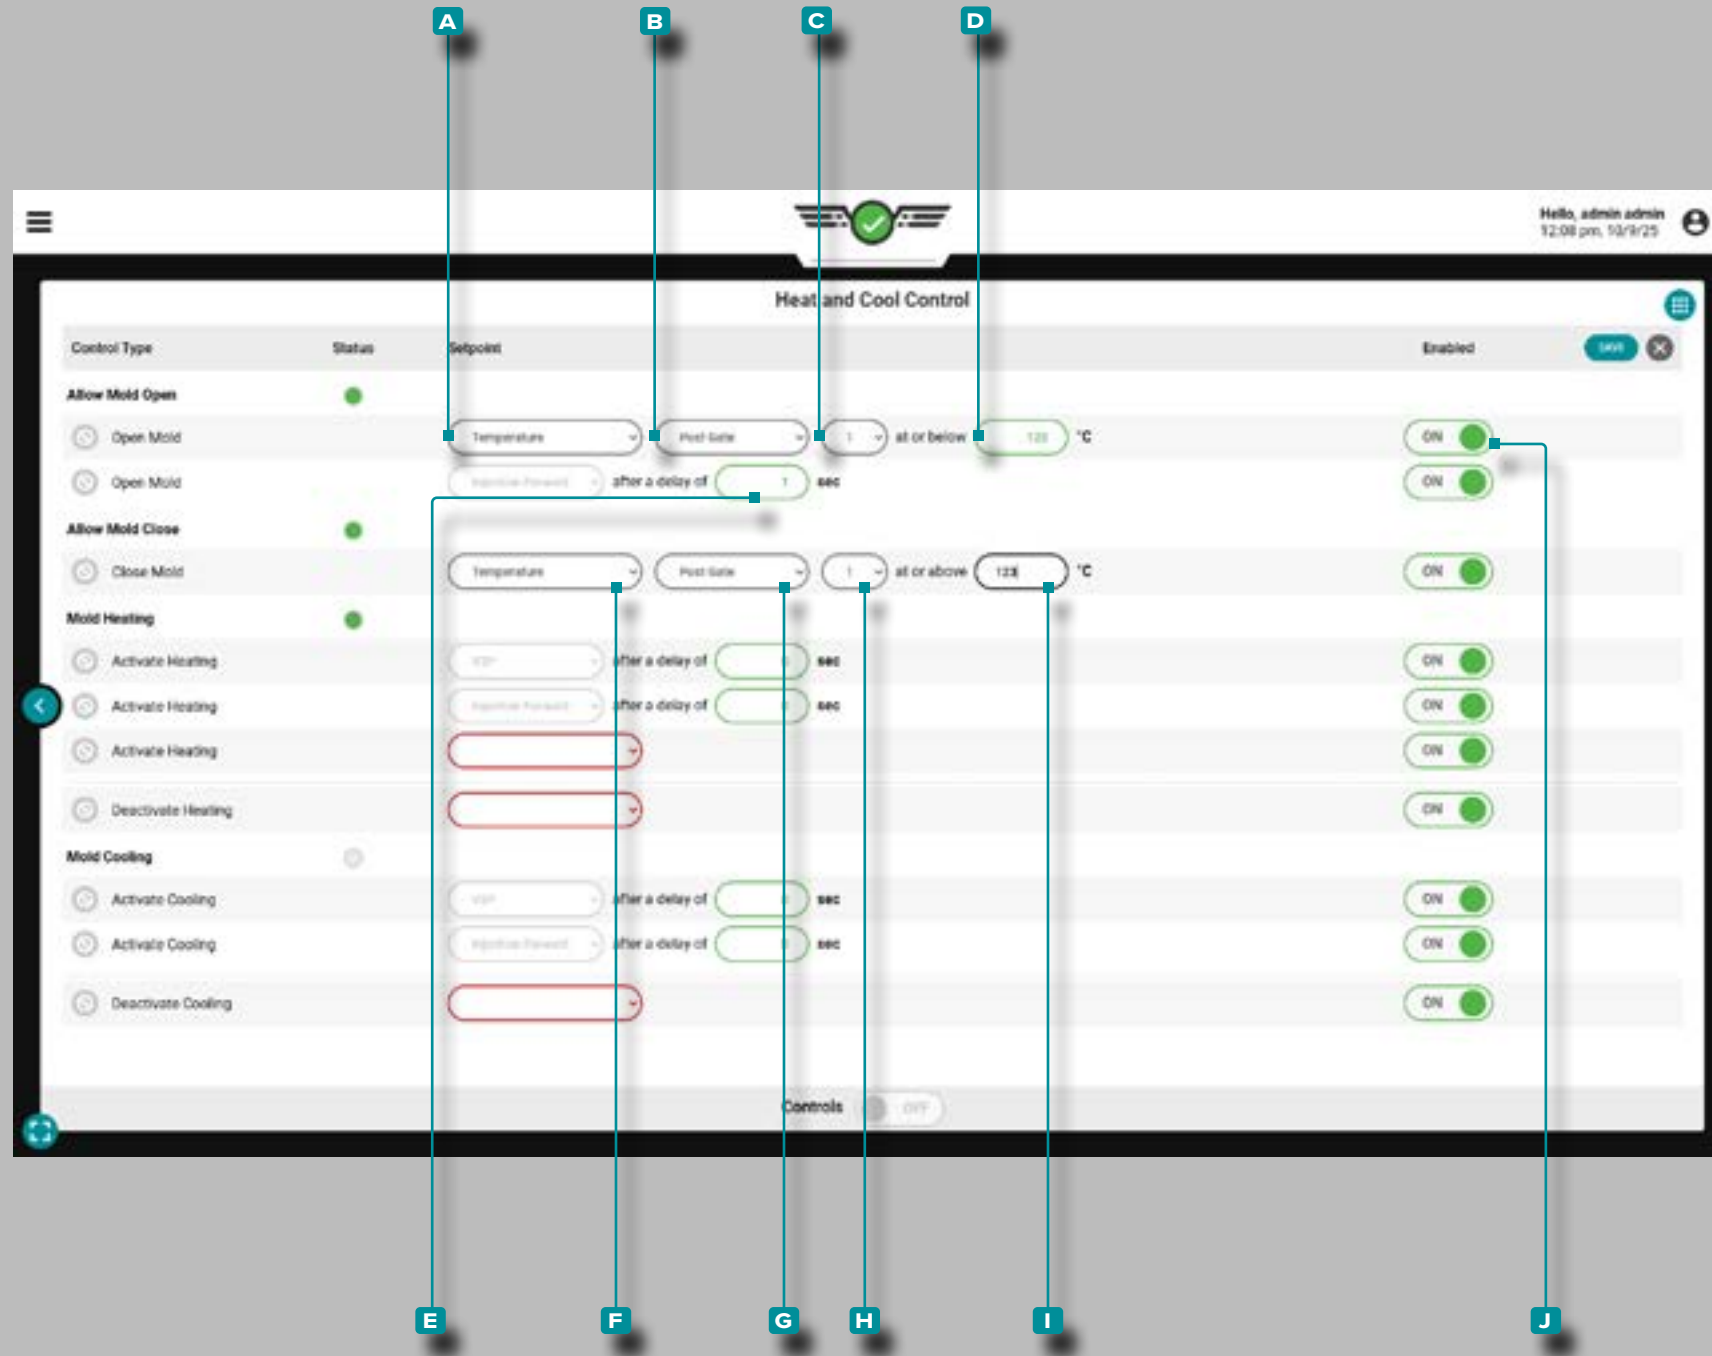 A B C D
Hello, admin admin
12:08 pm, 10/9/25
Heat and Cool Control
Control Type Status Setpoint Enabled SAVE
Allow Mold Open
Open Mold Temperature Post Gate 1 at or below °C ON
Open Mold Injection Forward after a delay of 1 sec ON
Allow Mold Close
Close Mold Temperature Post Gate 1 at or above 123 °C ON
Mold Heating
Activate Heating after a delay of sec ON
Activate Heating Injection Forward after a delay of sec ON
Activate Heating ON
Deactivate Heating ON
Mold Cooling
Activate Cooling after a delay of sec ON
Activate Cooling Injection Forward after a delay of sec ON
Deactivate Cooling ON
Controls OFF
E F G H I J